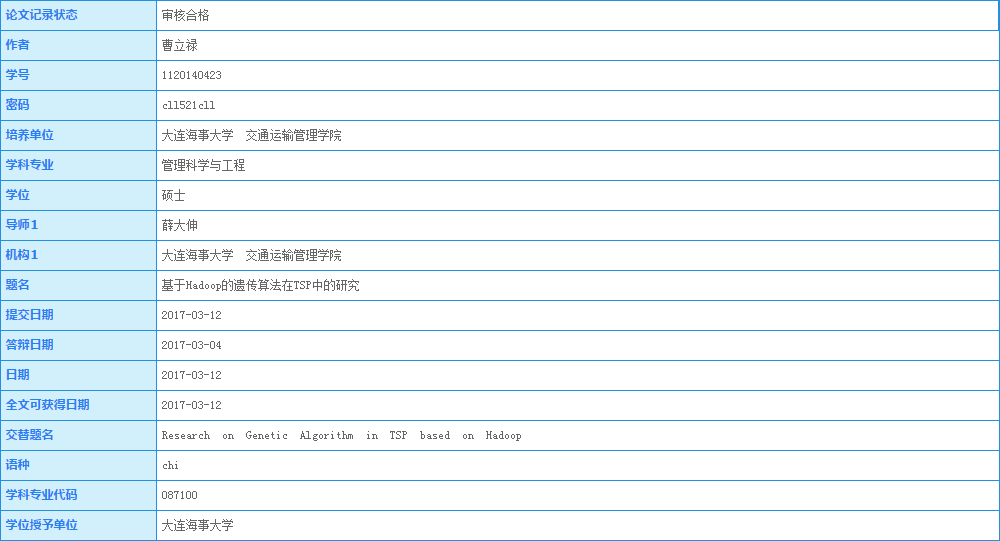 论文记录状态 审核合格
作者 曹立禄
学号 1120140423
密码 cll521cll
培养单位 大连海事大学 交通运输管理学院
学科专业 管理科学与工程
学位 硕士
导师1 薛大伸
机构1 大连海事大学 交通运输管理学院
题名 基于Hadoop的遗传算法在TSP中的研究
提交日期 2017-03-12
答辩日期 2017-03-04
日期 2017-03-12
全文可获得日期 2017-03-12
交替题名 Research on Genetic Algorithm in TSP based on Hadoop
语种 chi
学科专业代码 087100
学位授予单位 大连海事大学